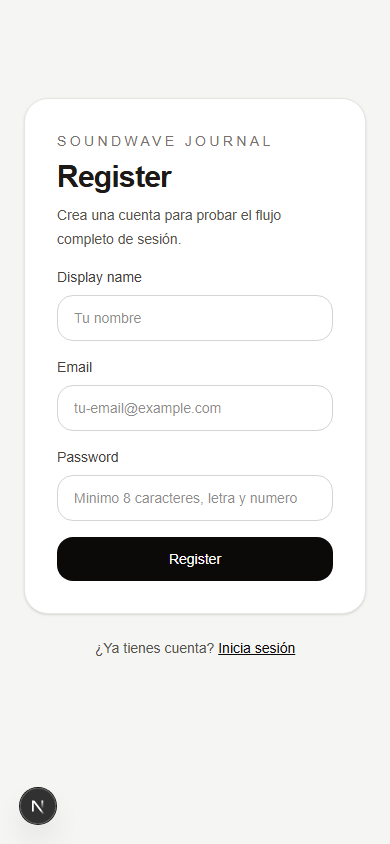 SOUNDWAVE JOURNAL
Register
Crea una cuenta para probar el flujo
completo de sesión.
Display name
Tu nombre
Email
tu-email@example.com
Password
Minimo 8 caracteres, letra y numero
Register
¿Ya tienes cuenta? Inicia sesión
N